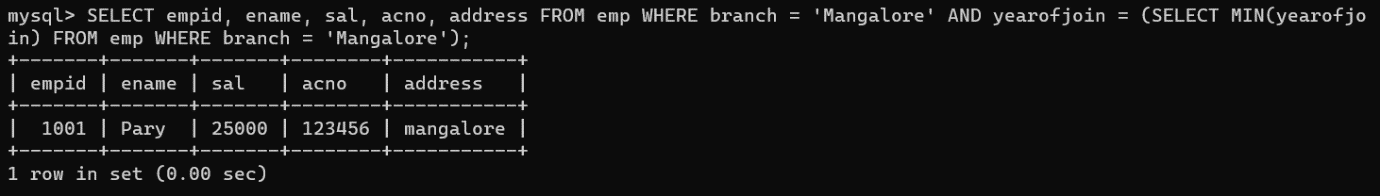 mysql> SELECT empid, ename, sal, acno, address FROM emp WHERE branch = 'Mangalore' AND yearofjoin = (SELECT MIN(yearofjo
in) FROM emp WHERE branch = 'Mangalore');
+-------+-------+-------+--------+-----------+
| empid | ename | sal   | acno   | address   |
+-------+-------+-------+--------+-----------+
|  1001 | Pary  | 25000 | 123456 | mangalore |
+-------+-------+-------+--------+-----------+
1 row in set (0.00 sec)